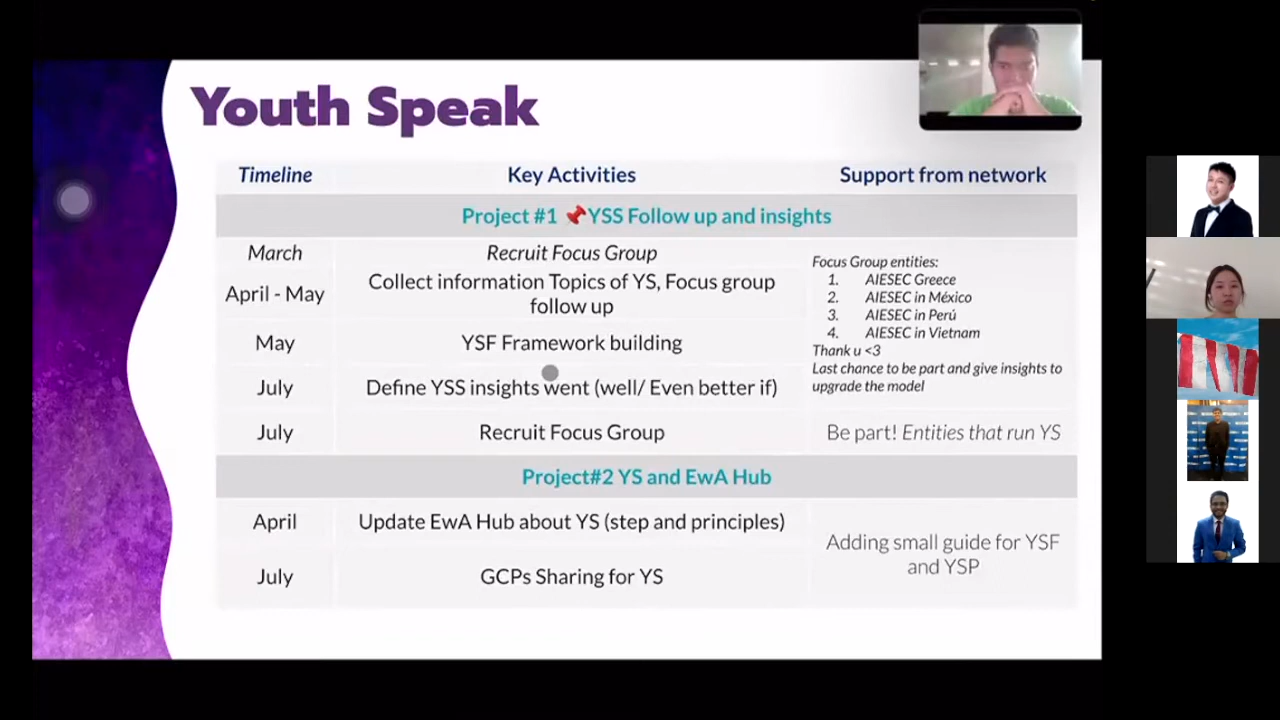 Youth Speak
Timeline
Key Activities
Support from network
Project #1 📌YSS Follow up and insights
March
Recruit Focus Group
April - May
Collect information Topics of YS, Focus group
follow up
May
YSF Framework building
July
Define YSS insights went (well/ Even better if)
Focus Group entities:
1. AIESEC Greece
2. AIESEC in México
3. AIESEC in Perú
4. AIESEC in Vietnam
Thank u <3
Last chance to be part and give insights to
upgrade the model
July
Recruit Focus Group
Be part! Entities that run YS
Project#2 YS and EwA Hub
April
Update EwA Hub about YS (step and principles)
July
GCPs Sharing for YS
Adding small guide for YSF
and YSP